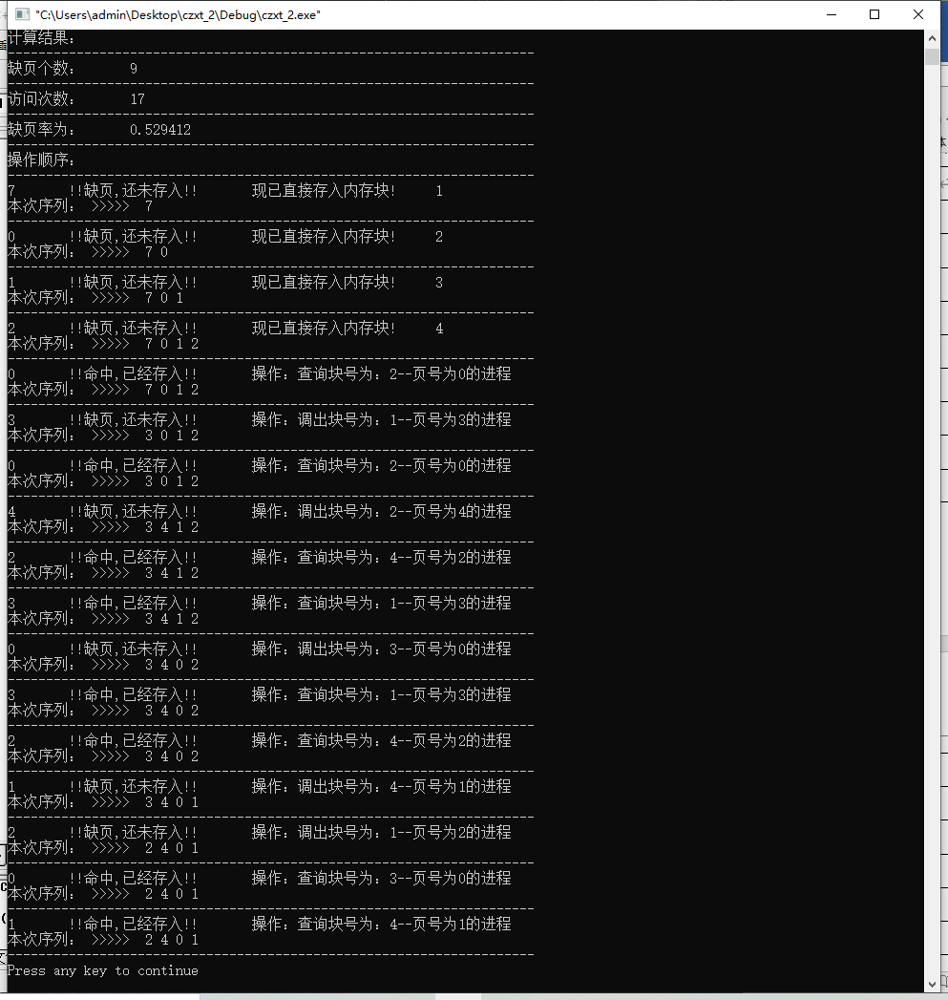 "C:\Users\admin\Desktop\czxt_2\Debug\czxt_2.exe"
计算结果:
缺页个数: 9
访问次数: 17
缺页率为: 0.529412
操作顺序:
7 !!缺页,还未存入!! 现已直接存入内存块! 1
本次序列: >>>>> 7
0 !!缺页,还未存入!! 现已直接存入内存块! 2
本次序列: >>>>> 7 0
1 !!缺页,还未存入!! 现已直接存入内存块! 3
本次序列: >>>>> 7 0 1
2 !!缺页,还未存入!! 现已直接存入内存块! 4
本次序列: >>>>> 7 0 1 2
0 !!命中,已经存入!! 操作: 查询块号为: 2--页号为0的进程
本次序列: >>>>> 7 0 1 2
3 !!缺页,还未存入!! 操作: 调出块号为: 1--页号为3的进程
本次序列: >>>>> 3 0 1 2
0 !!命中,已经存入!! 操作: 查询块号为: 2--页号为0的进程
本次序列: >>>>> 3 0 1 2
4 !!缺页,还未存入!! 操作: 调出块号为: 2--页号为4的进程
本次序列: >>>>> 3 4 1 2
2 !!命中,已经存入!! 操作: 查询块号为: 4--页号为2的进程
本次序列: >>>>> 3 4 1 2
3 !!命中,已经存入!! 操作: 查询块号为: 1--页号为3的进程
本次序列: >>>>> 3 4 1 2
0 !!缺页,还未存入!! 操作: 调出块号为: 3--页号为0的进程
本次序列: >>>>> 3 4 0 2
3 !!命中,已经存入!! 操作: 查询块号为: 1--页号为3的进程
本次序列: >>>>> 3 4 0 2
2 !!命中,已经存入!! 操作: 查询块号为: 4--页号为2的进程
本次序列: >>>>> 3 4 0 2
1 !!缺页,还未存入!! 操作: 调出块号为: 4--页号为1的进程
本次序列: >>>>> 3 4 0 1
2 !!缺页,还未存入!! 操作: 调出块号为: 1--页号为2的进程
本次序列: >>>>> 2 4 0 1
0 !!命中,已经存入!! 操作: 查询块号为: 3--页号为0的进程
本次序列: >>>>> 2 4 0 1
1 !!命中,已经存入!! 操作: 查询块号为: 4--页号为1的进程
本次序列: >>>>> 2 4 0 1
Press any key to continue